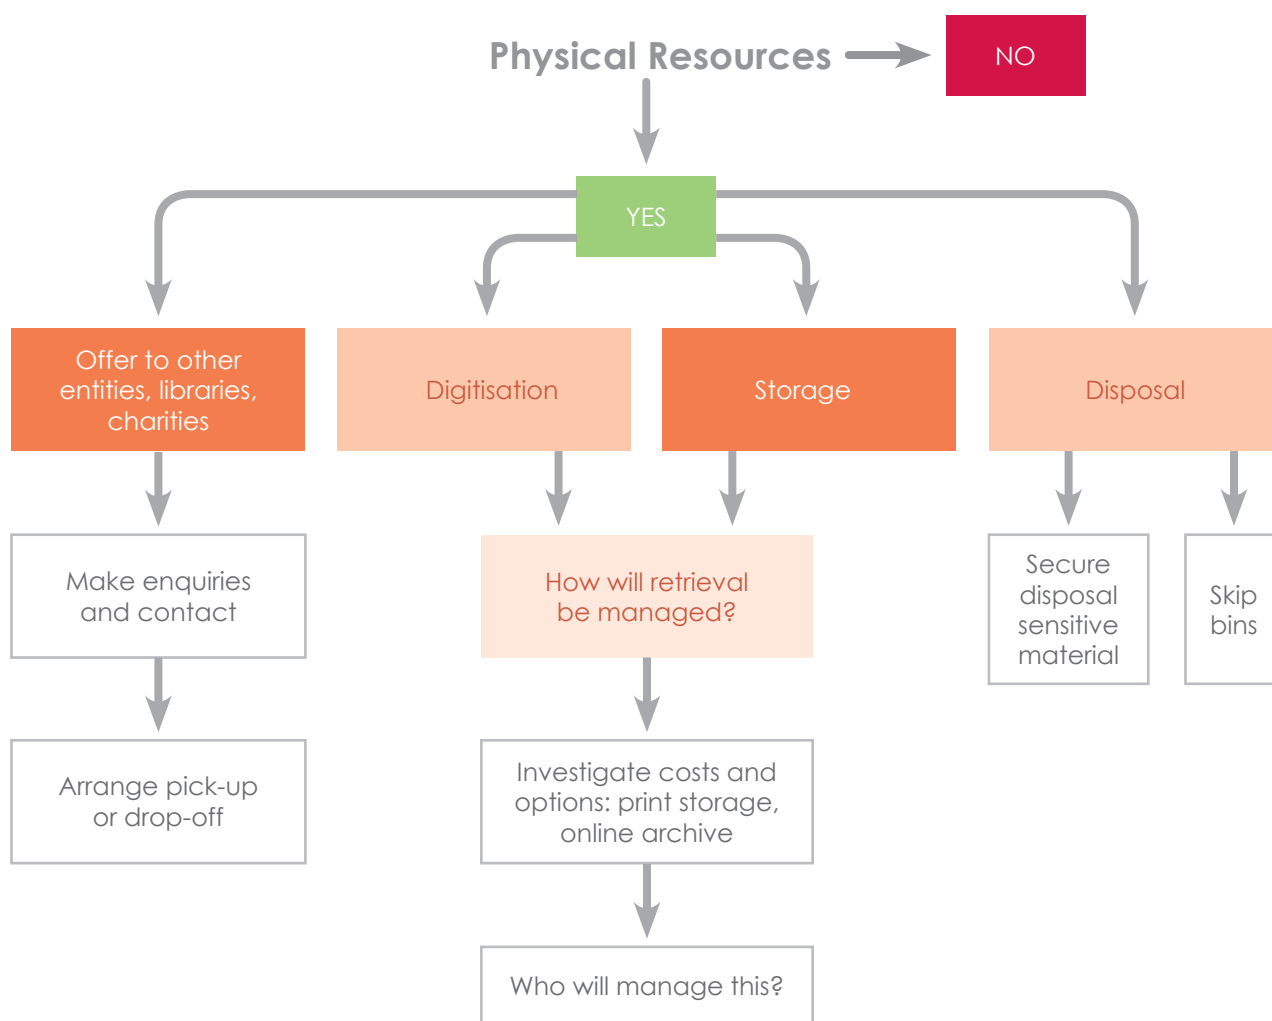 Physical Resources
NO
YES
Offer to other
entities, libraries,
charities
Digitisation
Storage
Disposal
Make enquiries
and contact
How will retrieval
be managed?
Secure
disposal
sensitive
material
Skip
bins
Arrange pick-up
or drop-off
Investigate costs and
options: print storage,
online archive
Who will manage this?